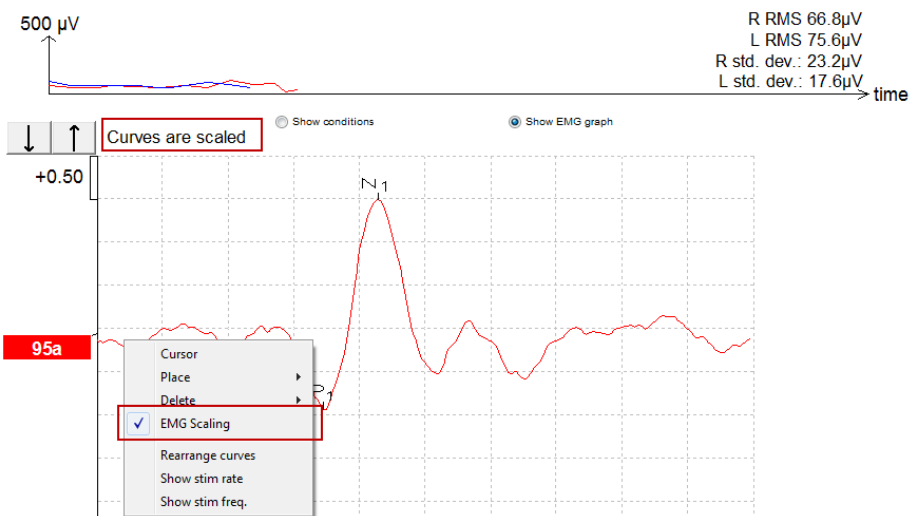 500 µV
R RMS 66.8µV
L RMS 75.6µV
R std. dev.: 23.2µV
L std. dev.: 17.6µV
time
Curves are scaled
Show conditions
Show EMG graph
+0.50
N1
95a
P1
Cursor
Place
Delete
EMG Scaling
Rearrange curves
Show stim rate
Show stim freq.